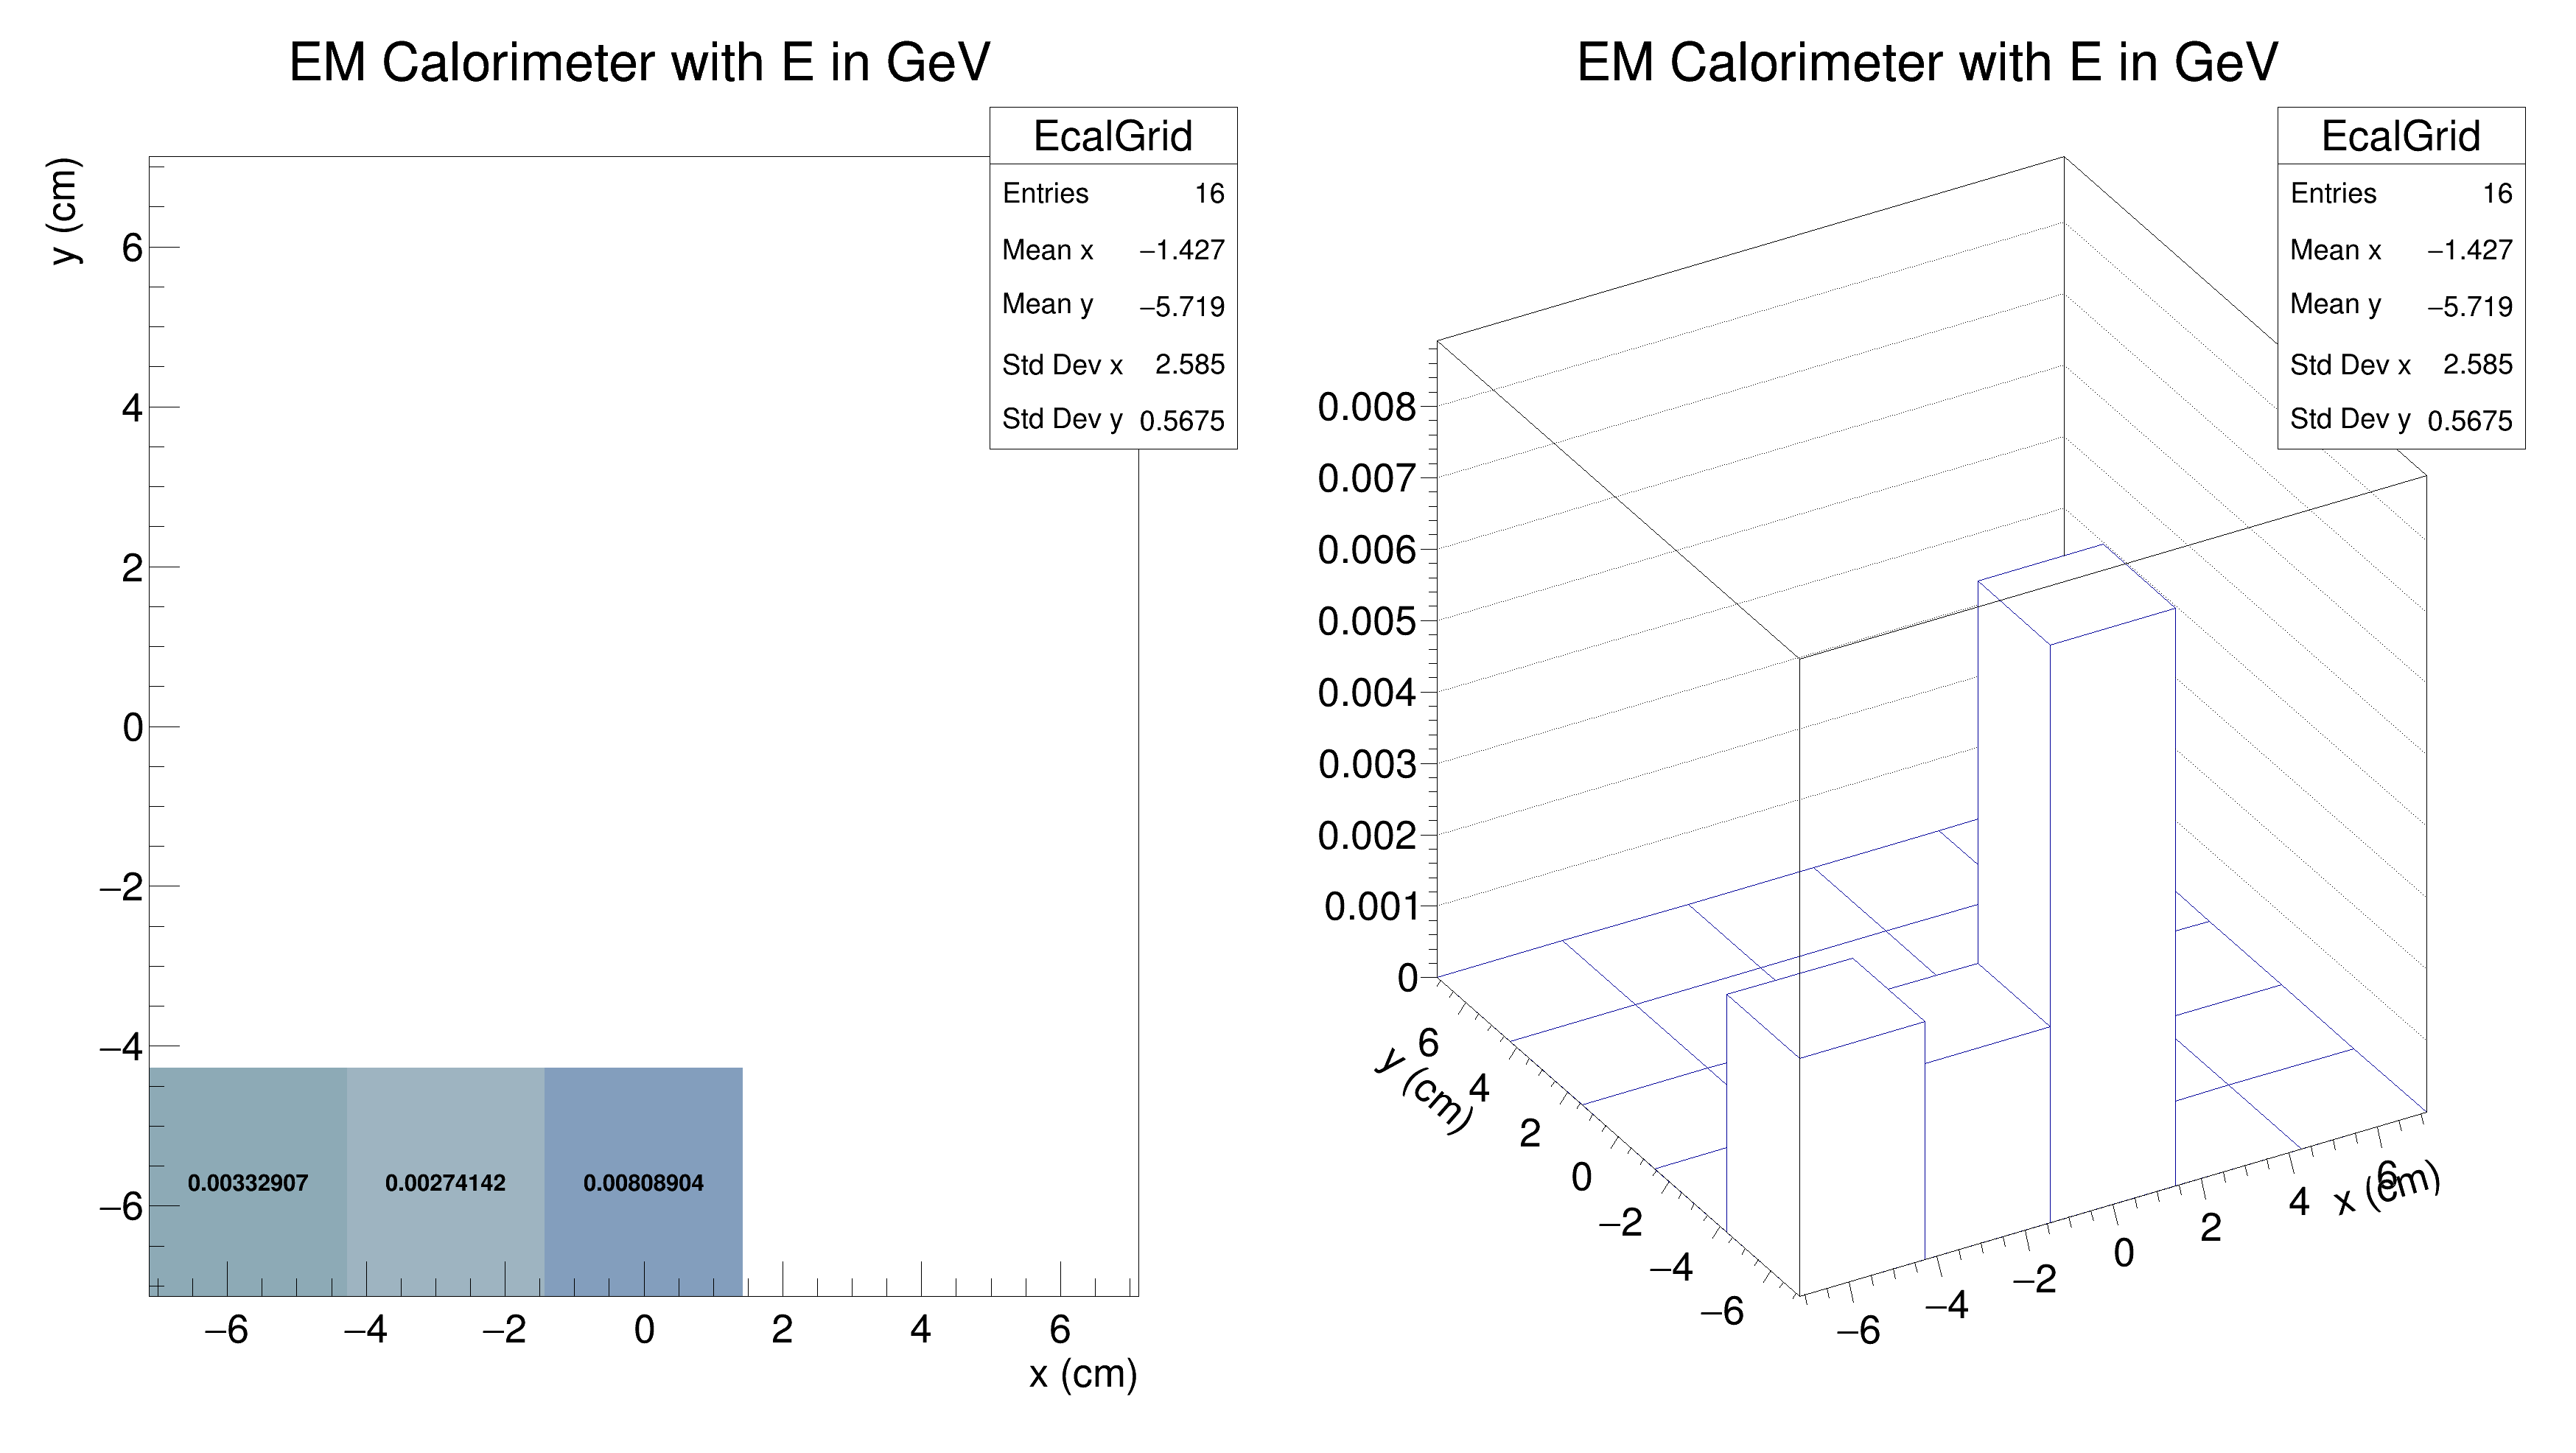 EM Calorimeter with E in GeV
EcalGrid
Entries 16
Mean x −1.427
Mean y −5.719
Std Dev x 2.585
Std Dev y 0.5675
y (cm)
6
4
2
0
−2
−4
−6
0.00332907 0.00274142 0.00808904
−6 −4 −2 0 2 4 6
x (cm)
EM Calorimeter with E in GeV
EcalGrid
Entries 16
Mean x −1.427
Mean y −5.719
Std Dev x 2.585
Std Dev y 0.5675
0.008
0.007
0.006
0.005
0.004
0.003
0.002
0.001
0
6
4
2
0
−2
−4
−6
y (cm)
−6 −4 −2 0 2 4 6
x (cm)